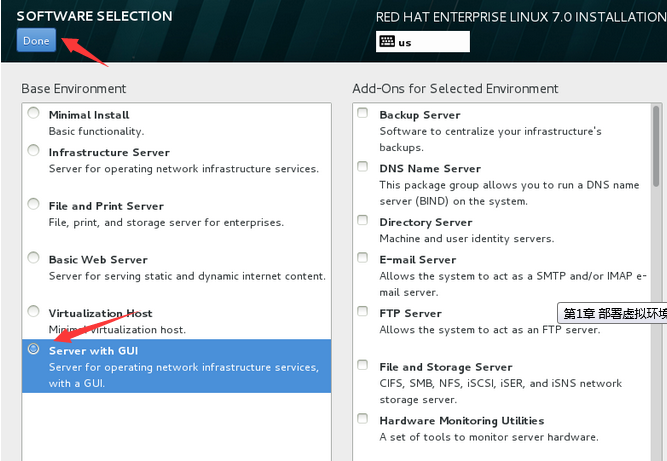 SOFTWARE SELECTION
RED HAT ENTERPRISE LINUX 7.0 INSTALLATION
Done
us
Base Environment
Minimal Install
Basic functionality.
Infrastructure Server
Server for operating network infrastructure services.
File and Print Server
File, print, and storage server for enterprises.
Basic Web Server
Server for serving static and dynamic internet content.
Virtualization Host
Minimal virtualization host.
Server with GUI
Server for operating network infrastructure services,
with a GUI.
Add-Ons for Selected Environment
Backup Server
Software to centralize your infrastructure's
backups.
DNS Name Server
This package group allows you to run a DNS name
server (BIND) on the system.
Directory Server
Machine and user identity servers.
E-mail Server
Allows the system to act as a SMTP and/or IMAP e-
mail server.
第1章 部署虚拟环境
FTP Server
Allows the system to act as an FTP server.
File and Storage Server
CIFS, SMB, NFS, iSCSI, iSER, and iSNS network
storage server.
Hardware Monitoring Utilities
A set of tools to monitor server hardware.